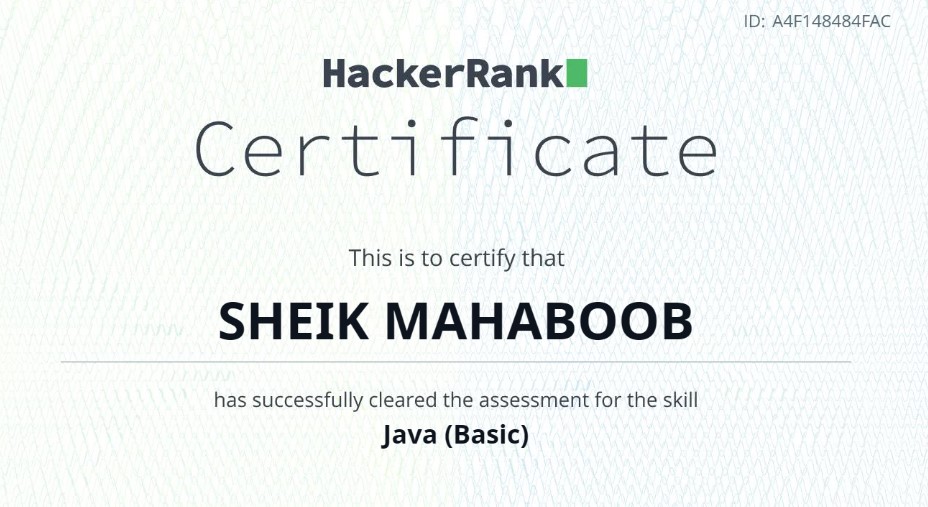 ID: A4F148484FAC
HackerRank
Certificate
This is to certify that
SHEIK MAHABOOB
has successfully cleared the assessment for the skill
Java (Basic)